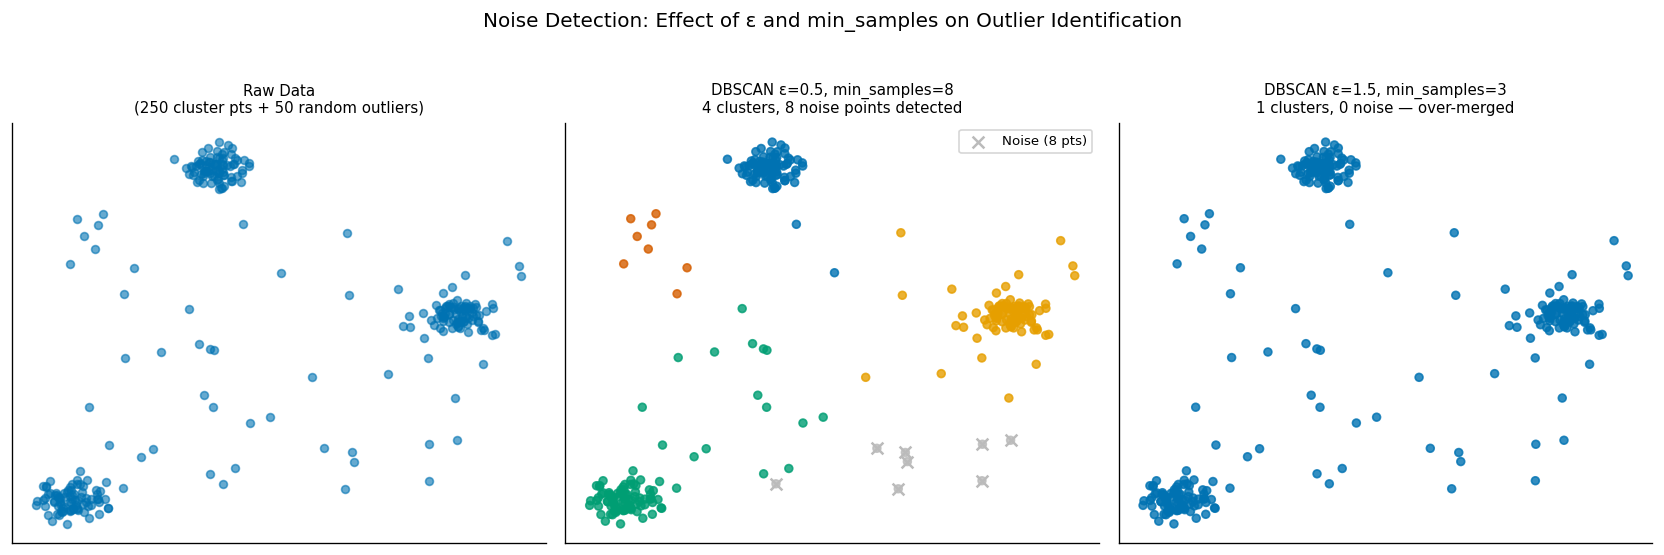 Noise Detection: Effect of ε and min_samples on Outlier Identification
Raw Data
(250 cluster pts + 50 random outliers)
DBSCAN ε=0.5, min_samples=8
4 clusters, 8 noise points detected
Noise (8 pts)
DBSCAN ε=1.5, min_samples=3
1 clusters, 0 noise — over-merged